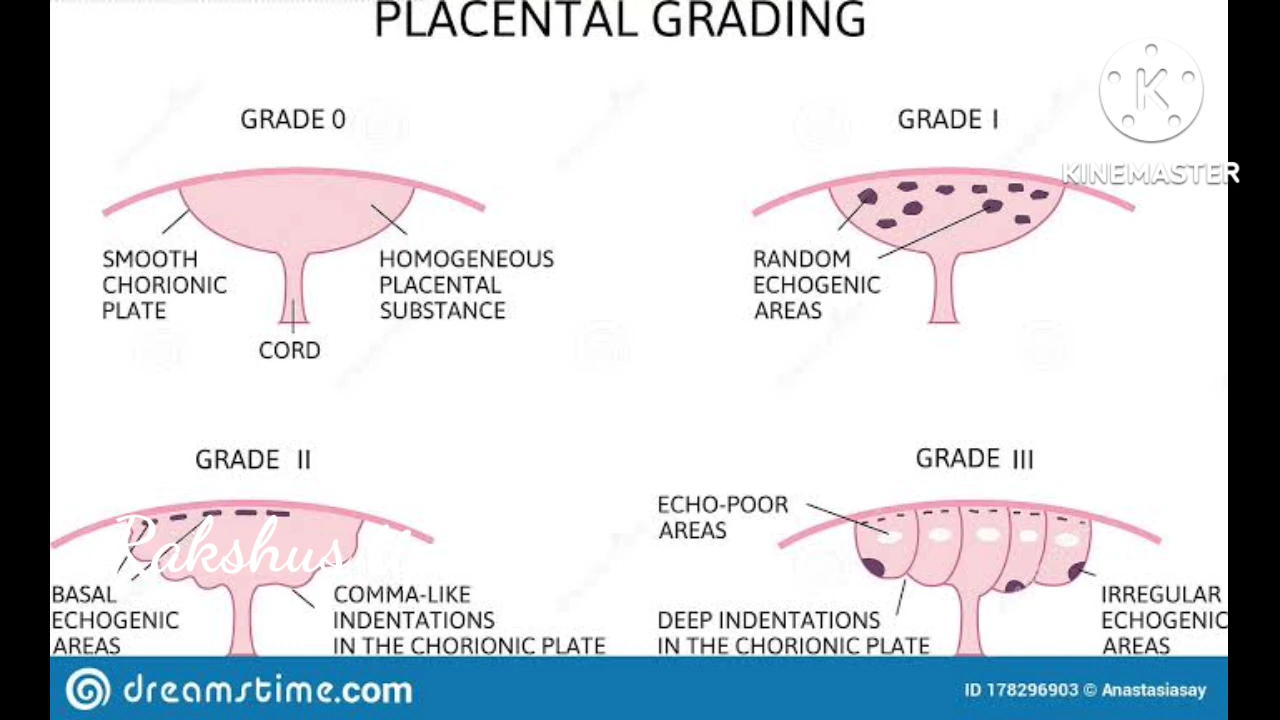 PLACENTAL GRADING
K
KINEMASTER
GRADE 0
SMOOTH
CHORIONIC
PLATE
HOMOGENEOUS
PLACENTAL
SUBSTANCE
CORD
GRADE I
RANDOM
ECHOGENIC
AREAS
GRADE II
BASAL
ECHOGENIC
AREAS
COMMA-LIKE
INDENTATIONS
IN THE CHORIONIC PLATE
GRADE III
ECHO-POOR
AREAS
DEEP INDENTATIONS
IN THE CHORIONIC PLATE
IRREGULAR
ECHOGENIC
AREAS
dreamstime.com
ID 178296903 © Anastasiasay